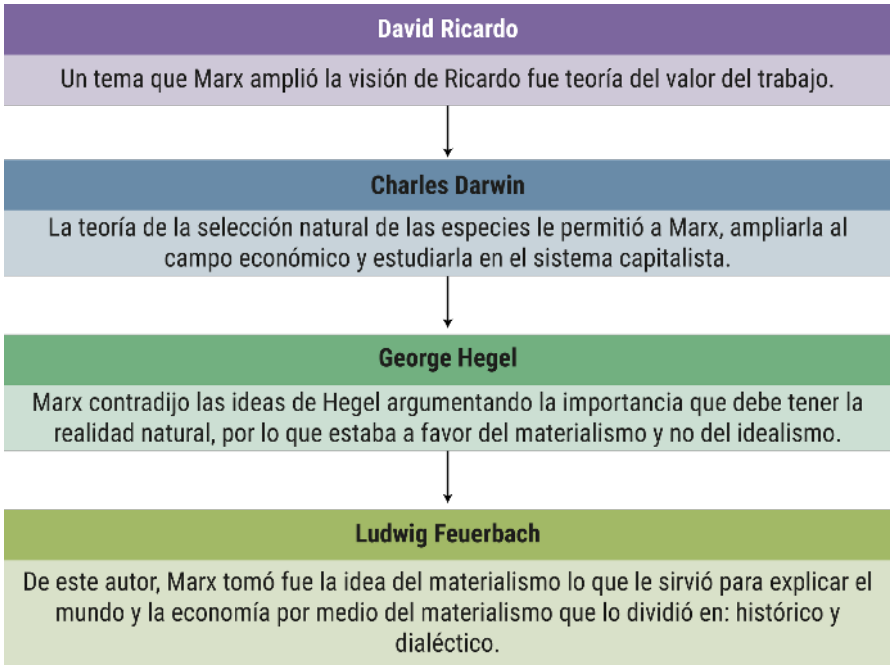 David Ricardo
Un tema que Marx amplió la visión de Ricardo fue teoría del valor del trabajo.
Charles Darwin
La teoría de la selección natural de las especies le permitió a Marx, ampliarla al
campo económico y estudiarla en el sistema capitalista.
George Hegel
Marx contradijo las ideas de Hegel argumentando la importancia que debe tener la
realidad natural, por lo que estaba a favor del materialismo y no del idealismo.
Ludwig Feuerbach
De este autor, Marx tomó fue la idea del materialismo lo que le sirvió para explicar el
mundo y la economía por medio del materialismo que lo dividió en: histórico y
dialéctico.